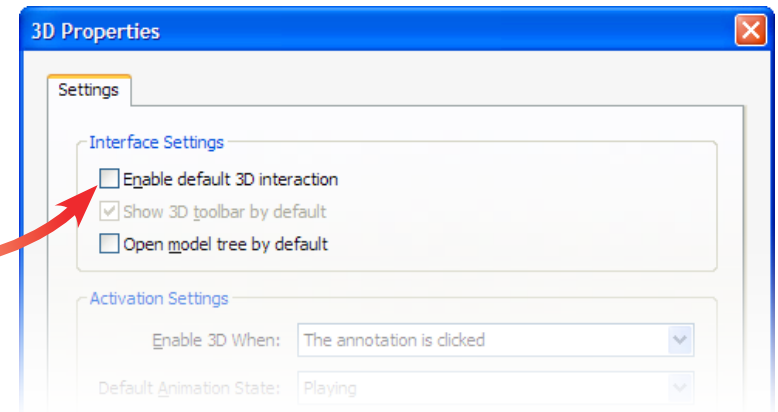 3D Properties
Settings
Interface Settings
Enable default 3D interaction
Show 3D toolbar by default
Open model tree by default
Activation Settings
Enable 3D When: The annotation is clicked
Default Animation State: Playing